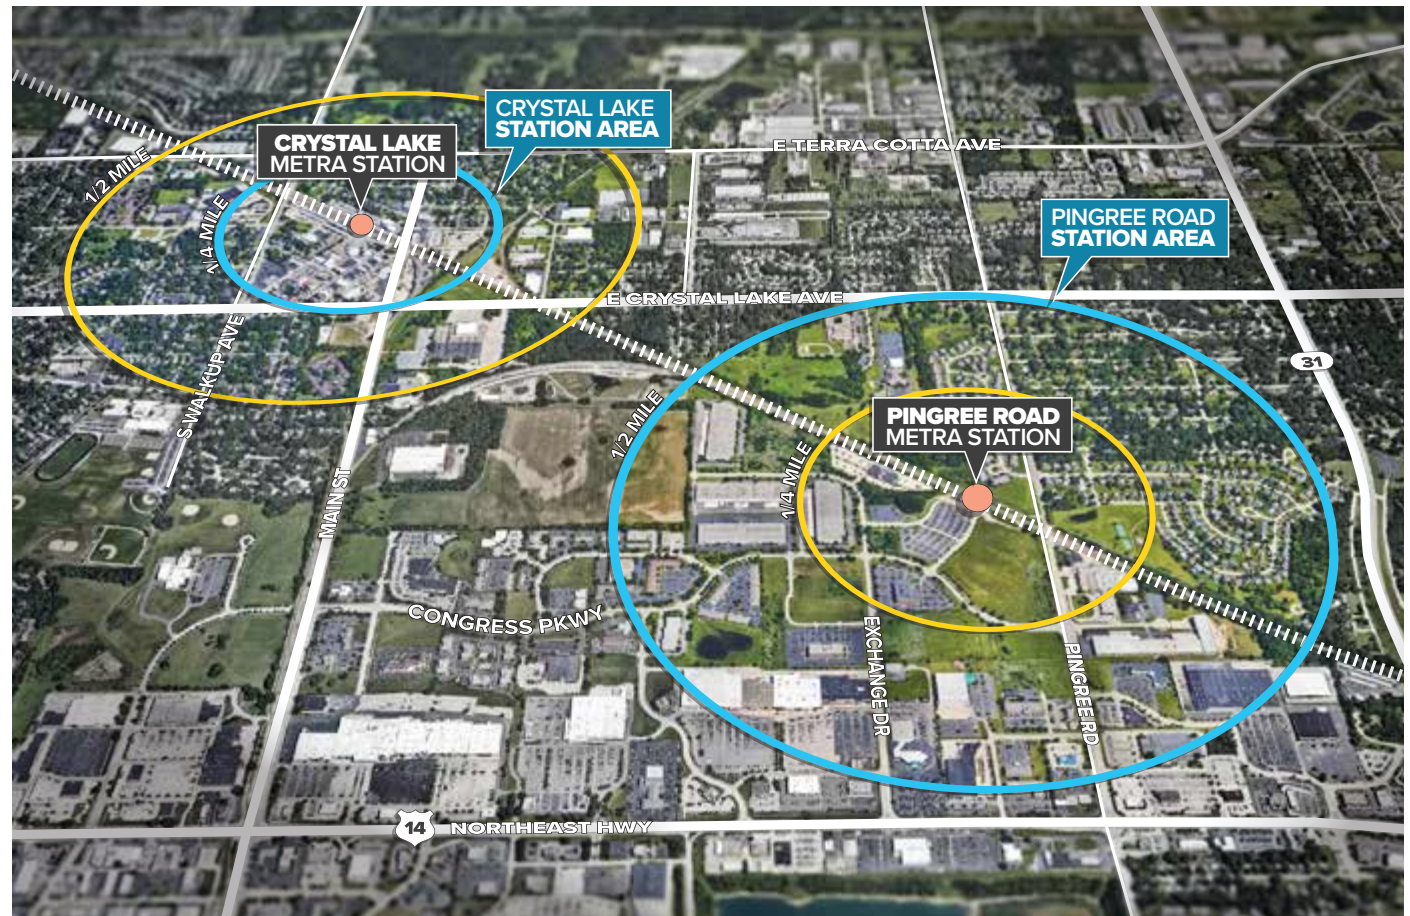 CRYSTAL LAKE
STATION AREA
CRYSTAL LAKE
METRA STATION
E TERRA COTTA AVE
1/2 MILE
1/4 MILE
PINGREE ROAD
STATION AREA
E CRYSTAL LAKE AVE
S WALKUP AVE
31
1/2 MILE
PINGREE ROAD
METRA STATION
1/4 MILE
MAIN ST
CONGRESS PKWY
EXCHANGE DR
PINGREE RD
14
NORTHEAST HWY